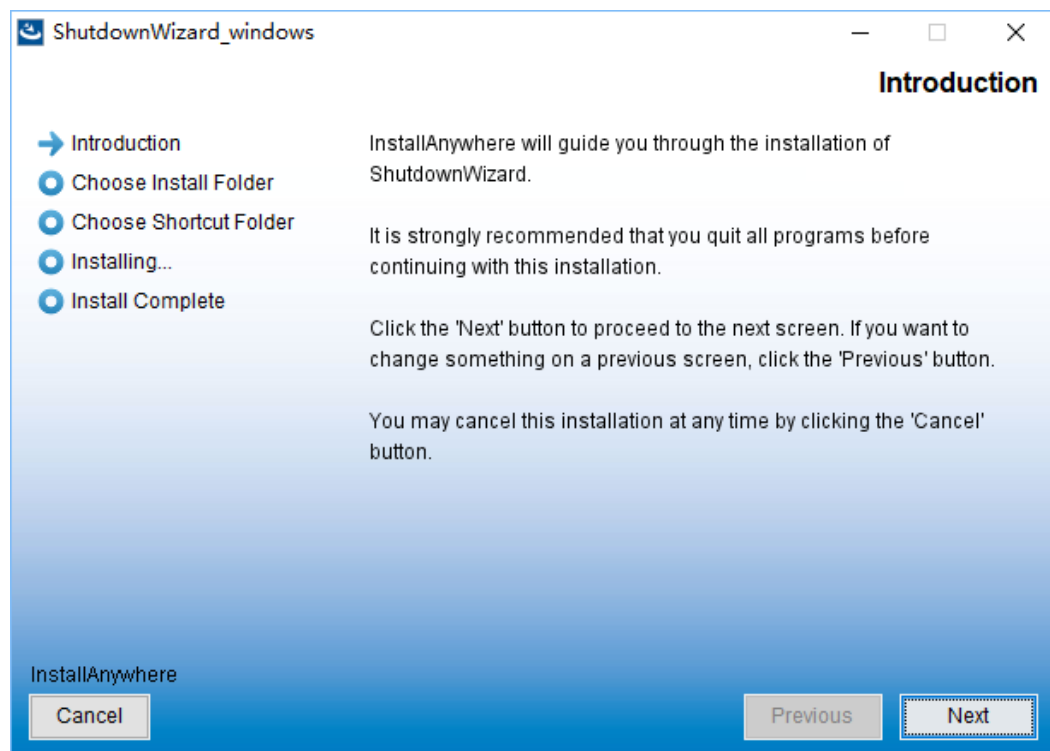 ShutdownWizard_windows
Introduction
Introduction
Choose Install Folder
Choose Shortcut Folder
Installing...
Install Complete
InstallAnywhere will guide you through the installation of
ShutdownWizard.
It is strongly recommended that you quit all programs before
continuing with this installation.
Click the 'Next' button to proceed to the next screen. If you want to
change something on a previous screen, click the 'Previous' button.
You may cancel this installation at any time by clicking the 'Cancel'
button.
InstallAnywhere
Cancel
Previous
Next